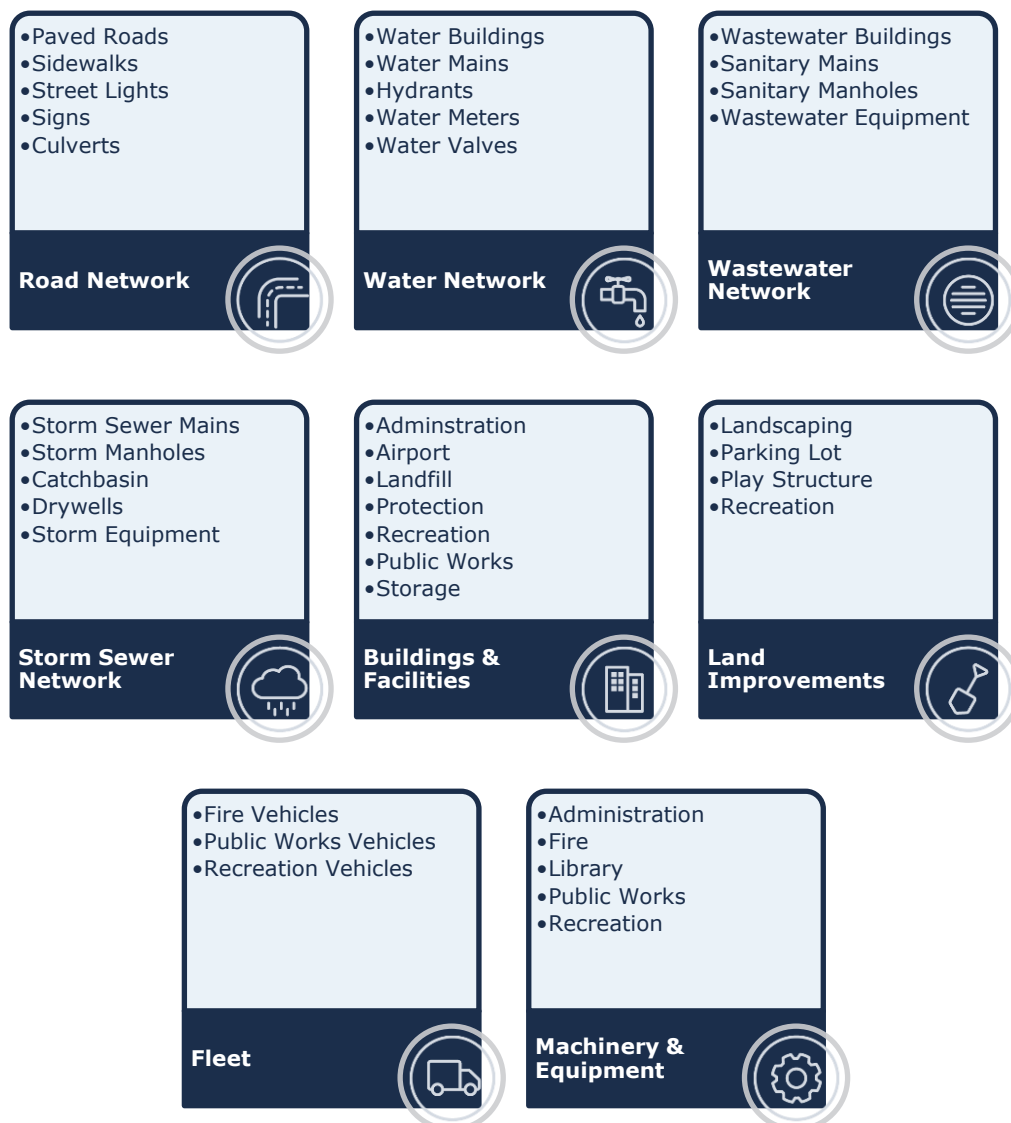 •Paved Roads
•Sidewalks
•Street Lights
•Signs
•Culverts
Road Network
•Water Buildings
•Water Mains
•Hydrants
•Water Meters
•Water Valves
Water Network
•Wastewater Buildings
•Sanitary Mains
•Sanitary Manholes
•Wastewater Equipment
Wastewater
Network
•Storm Sewer Mains
•Storm Manholes
•Catchbasin
•Drywells
•Storm Equipment
Storm Sewer
Network
•Adminstration
•Airport
•Landfill
•Protection
•Recreation
•Public Works
•Storage
Buildings &
Facilities
•Landscaping
•Parking Lot
•Play Structure
•Recreation
Land
Improvements
•Fire Vehicles
•Public Works Vehicles
•Recreation Vehicles
Fleet
•Administration
•Fire
•Library
•Public Works
•Recreation
Machinery &
Equipment